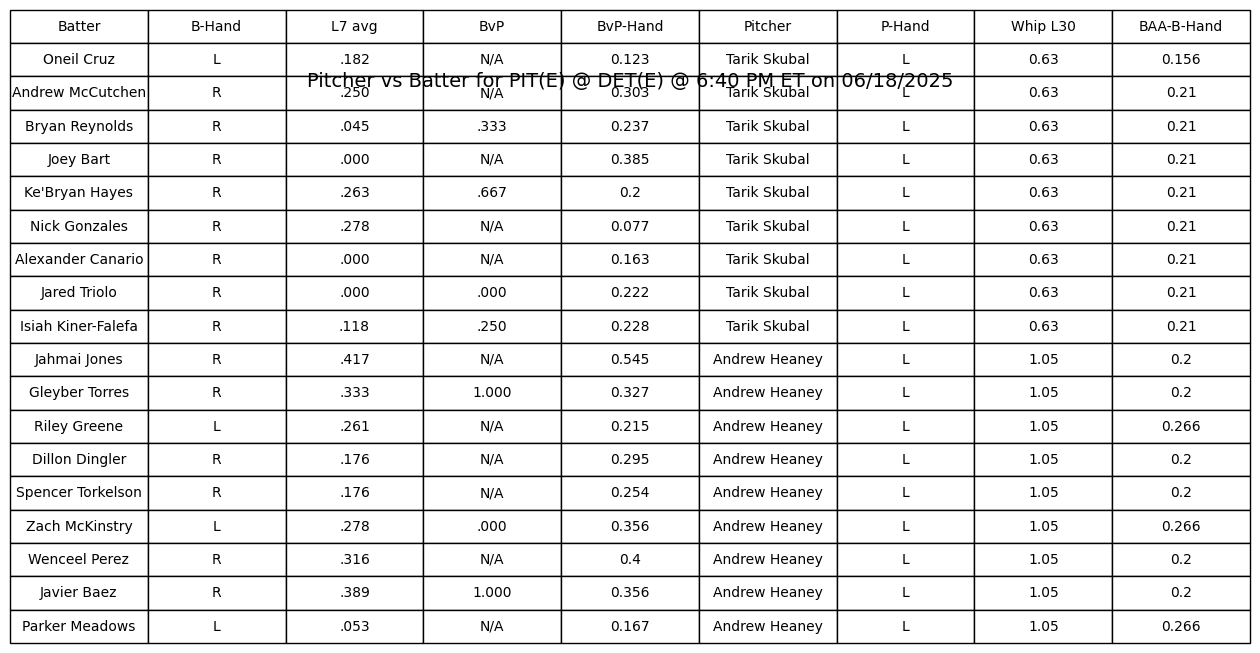 Batter B-Hand L7 avg BvP BvP-Hand Pitcher P-Hand Whip L30 BAA-B-Hand
Oneil Cruz L .182 N/A 0.123 Tarik Skubal L 0.63 0.156
Pitcher vs Batter for PIT(E) @ DET(E) @ 6:40 PM ET on 06/18/2025
Andrew McCutchen R .250 N/A 0.303 Tarik Skubal L 0.63 0.21
Bryan Reynolds R .045 .333 0.237 Tarik Skubal L 0.63 0.21
Joey Bart R .000 N/A 0.385 Tarik Skubal L 0.63 0.21
Ke'Bryan Hayes R .263 .667 0.2 Tarik Skubal L 0.63 0.21
Nick Gonzales R .278 N/A 0.077 Tarik Skubal L 0.63 0.21
Alexander Canario R .000 N/A 0.163 Tarik Skubal L 0.63 0.21
Jared Triolo R .000 .000 0.222 Tarik Skubal L 0.63 0.21
Isiah Kiner-Falefa R .118 .250 0.228 Tarik Skubal L 0.63 0.21
Jahmai Jones R .417 N/A 0.545 Andrew Heaney L 1.05 0.2
Gleyber Torres R .333 1.000 0.327 Andrew Heaney L 1.05 0.2
Riley Greene L .261 N/A 0.215 Andrew Heaney L 1.05 0.266
Dillon Dingler R .176 N/A 0.295 Andrew Heaney L 1.05 0.2
Spencer Torkelson R .176 N/A 0.254 Andrew Heaney L 1.05 0.2
Zach McKinstry L .278 .000 0.356 Andrew Heaney L 1.05 0.266
Wenceel Perez R .316 N/A 0.4 Andrew Heaney L 1.05 0.2
Javier Baez R .389 1.000 0.356 Andrew Heaney L 1.05 0.2
Parker Meadows L .053 N/A 0.167 Andrew Heaney L 1.05 0.266